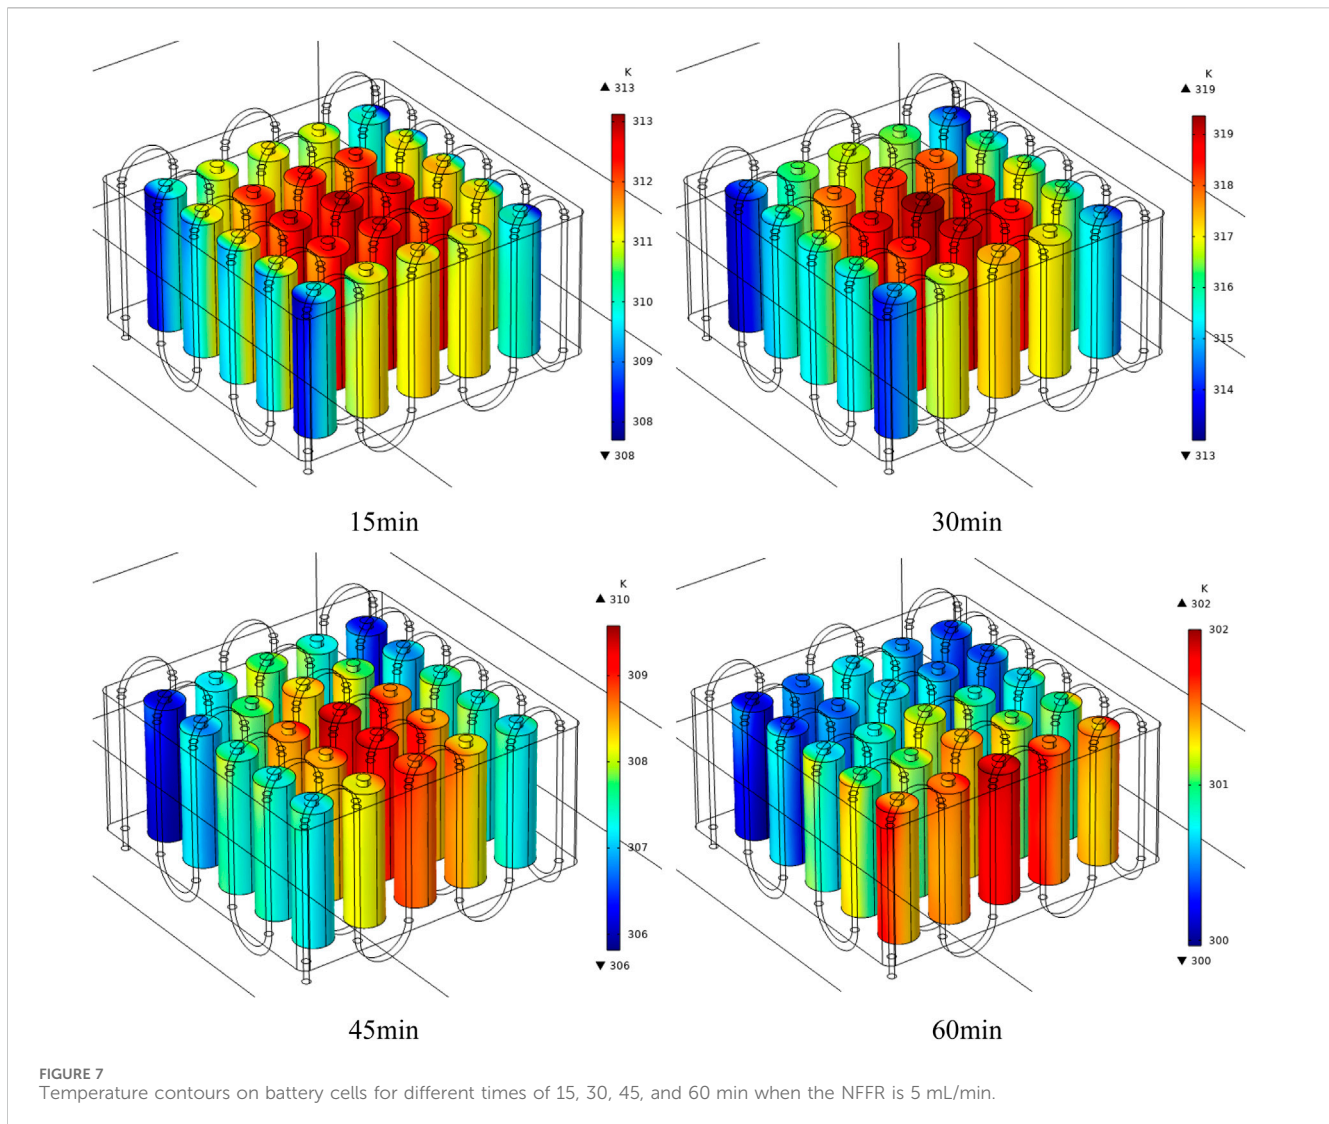 K
▲ 313
313
312
311
310
309
308
▼ 308
15min
K
▲ 319
319
318
317
316
315
314
▼ 313
30min
K
▲ 310
309
308
307
306
▼ 306
45min
K
▲ 302
302
301
300
▼ 300
60min
FIGURE 7
Temperature contours on battery cells for different times of 15, 30, 45, and 60 min when the NFFR is 5 mL/min.